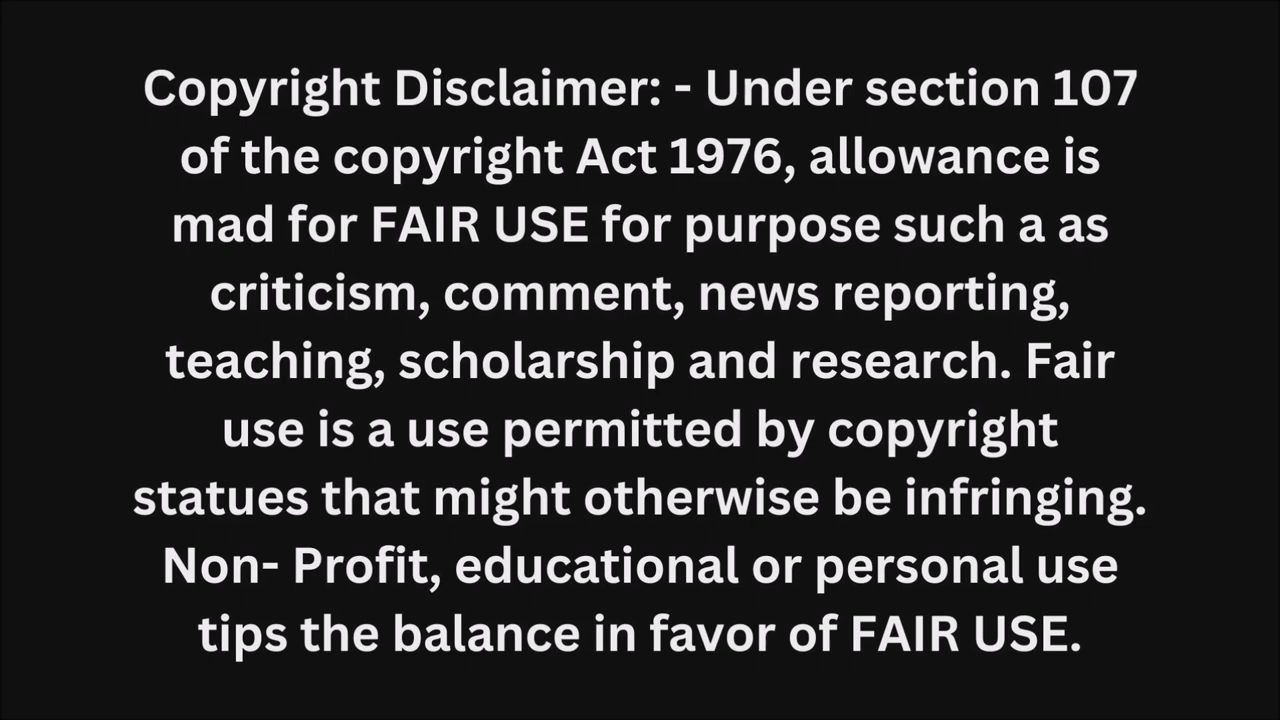 Copyright Disclaimer: - Under section 107
of the copyright Act 1976, allowance is
mad for FAIR USE for purpose such a as
criticism, comment, news reporting,
teaching, scholarship and research. Fair
use is a use permitted by copyright
statues that might otherwise be infringing.
Non- Profit, educational or personal use
tips the balance in favor of FAIR USE.